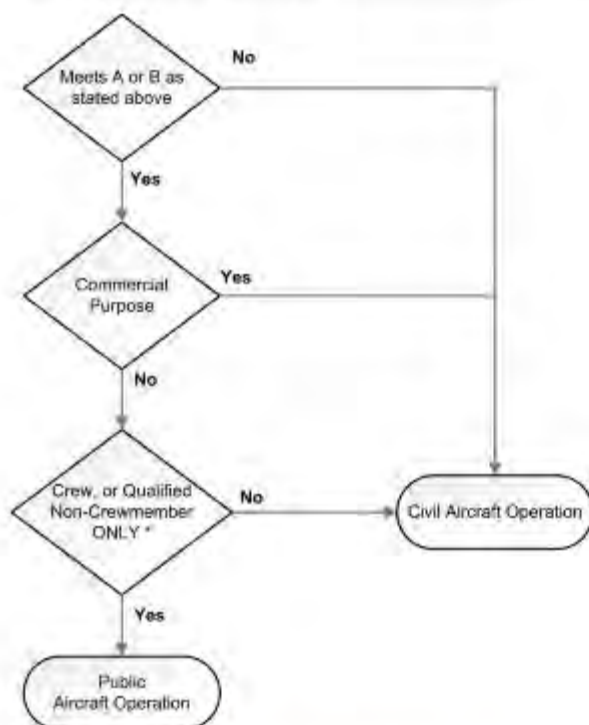 No
Meets A or B as
stated above
Yes
Yes
Commercial
Purpose
No
Crew, or Qualified
Non-Crewmember
ONLY *
No
Civil Aircraft Operation
Yes
Public
Aircraft Operation